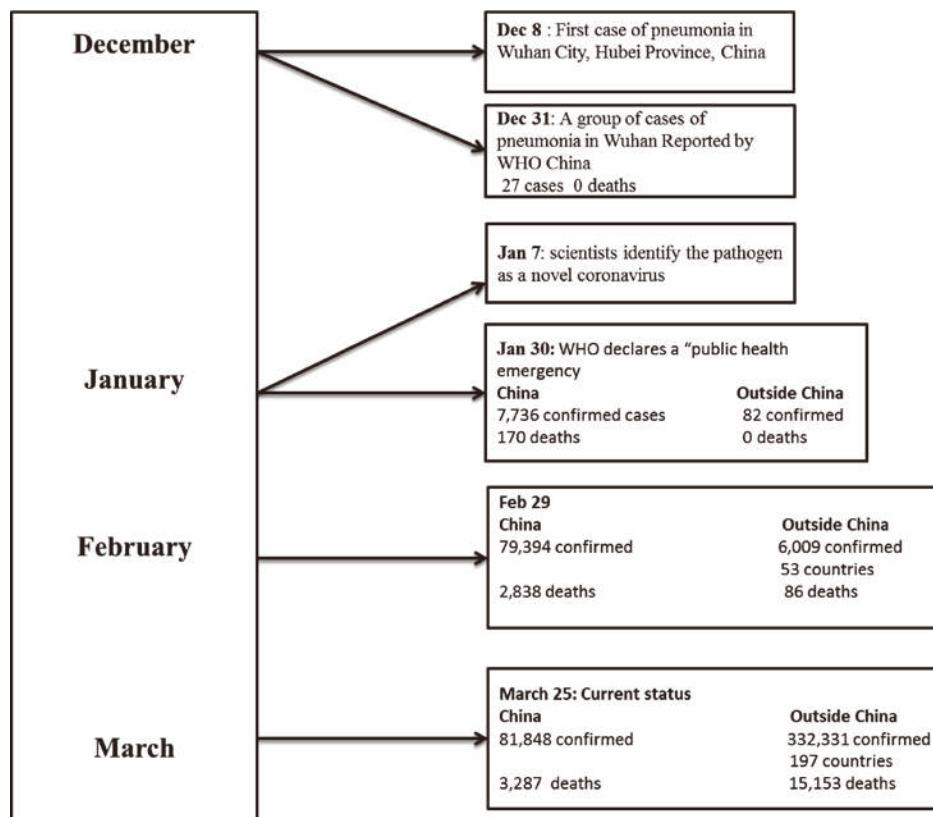 December
Dec 8 : First case of pneumonia in
Wuhan City, Hubei Province, China
Dec 31: A group of cases of
pneumonia in Wuhan Reported by
WHO China
27 cases 0 deaths
January
Jan 7: scientists identify the pathogen
as a novel coronavirus
Jan 30: WHO declares a “public health
emergency
China Outside China
7,736 confirmed cases 82 confirmed
170 deaths 0 deaths
February
Feb 29
China Outside China
79,394 confirmed 6,009 confirmed
53 countries
2,838 deaths 86 deaths
March
March 25: Current status
China Outside China
81,848 confirmed 332,331 confirmed
197 countries
3,287 deaths 15,153 deaths